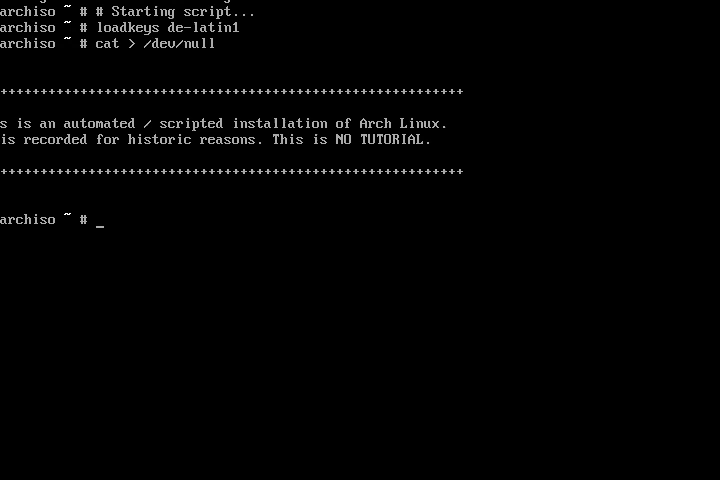 archiso ~ # # Starting script...
archiso ~ # loadkeys de-latin1
archiso ~ # cat > /dev/null
++++++++++++++++++++++++++++++++++++++++++++++++++++++++++
s is an automated / scripted installation of Arch Linux.
is recorded for historic reasons. This is NO TUTORIAL.
++++++++++++++++++++++++++++++++++++++++++++++++++++++++++
archiso ~ # _